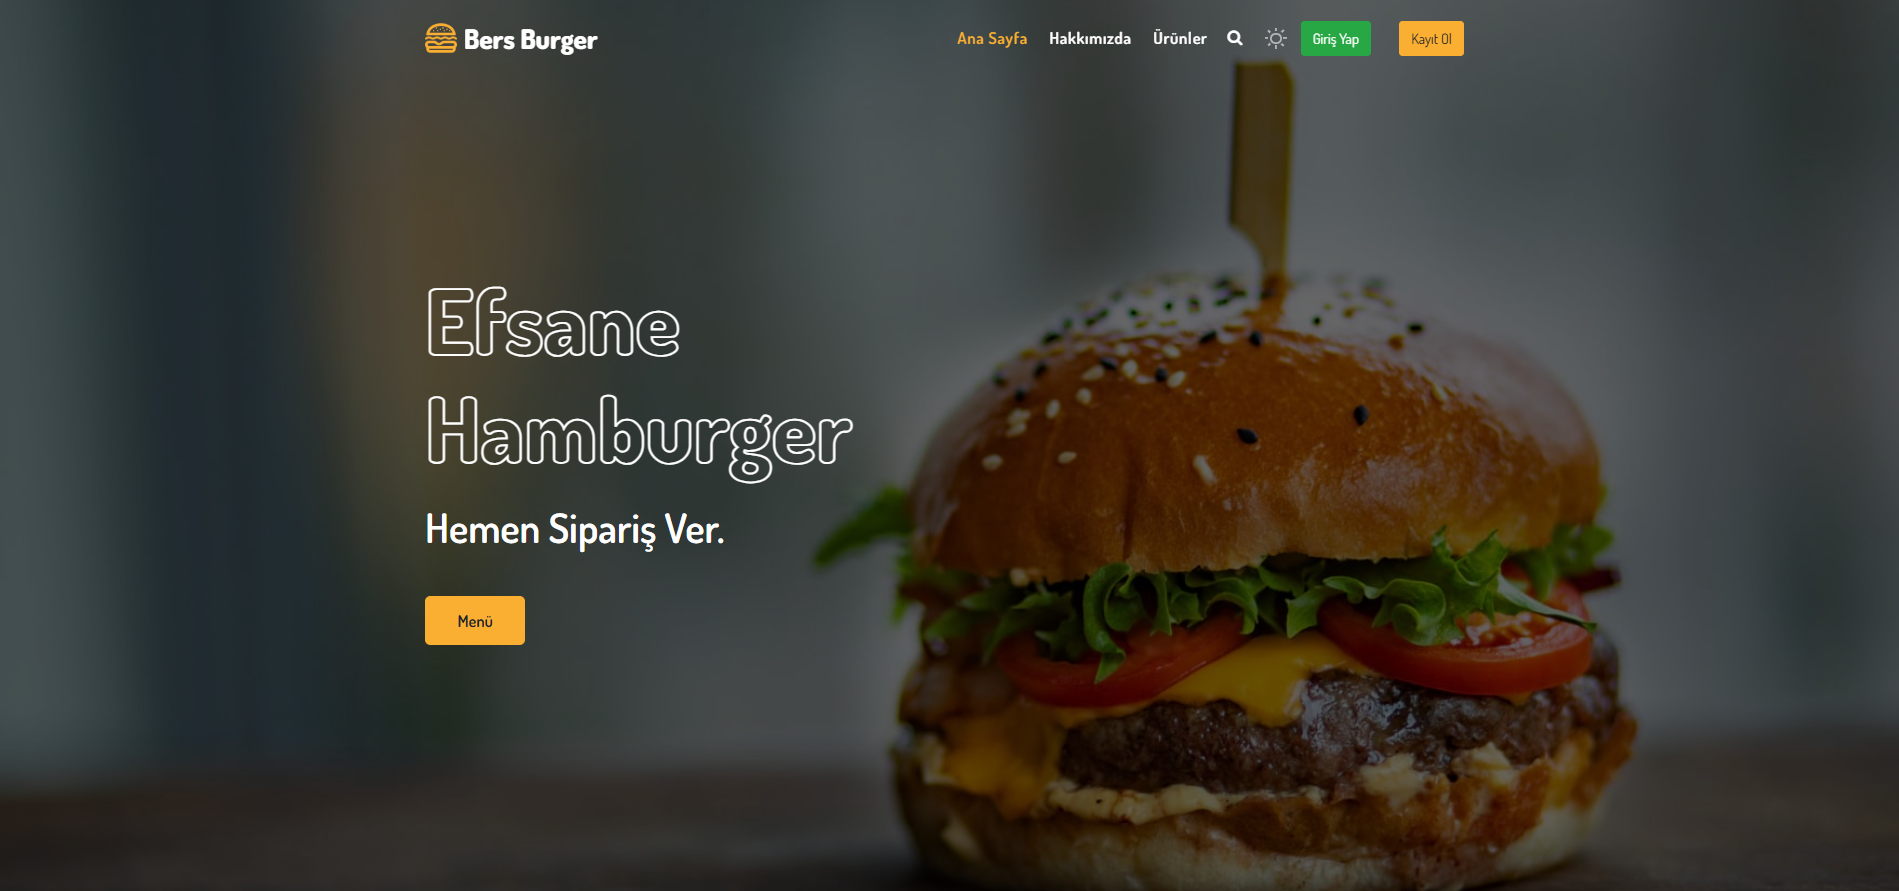 Bers Burger
Ana Sayfa Hakkımızda Ürünler Giriş Yap Kayıt Ol
Efsane
Hamburger
Hemen Sipariş Ver.
Menü